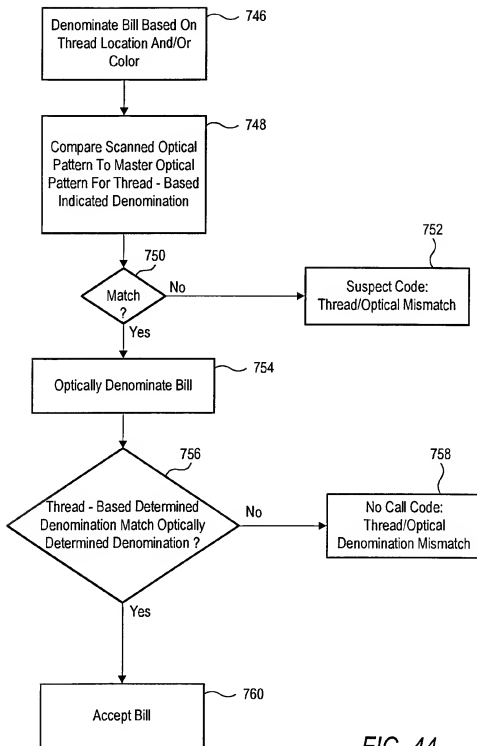 746
Denominate Bill Based On
Thread Location And/Or
Color
748
Compare Scanned Optical
Pattern To Master Optical
Pattern For Thread - Based
Indicated Denomination
750
Match
?
No
Yes
752
Suspect Code:
Thread/Optical Mismatch
754
Optically Denominate Bill
756
Thread - Based Determined
Denomination Match Optically
Determined Denomination ?
No
Yes
758
No Call Code:
Thread/Optical
Denomination Mismatch
760
Accept Bill
FIG. 44